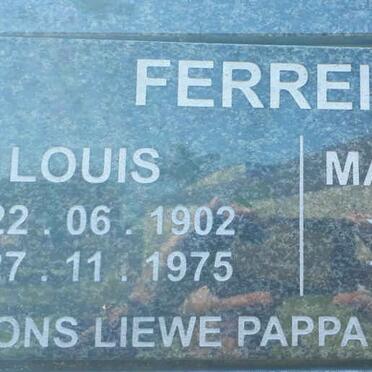 FERREI
LOUIS MA
22 . 06 . 1902
27 . 11 . 1975
ONS LIEWE PAPPA